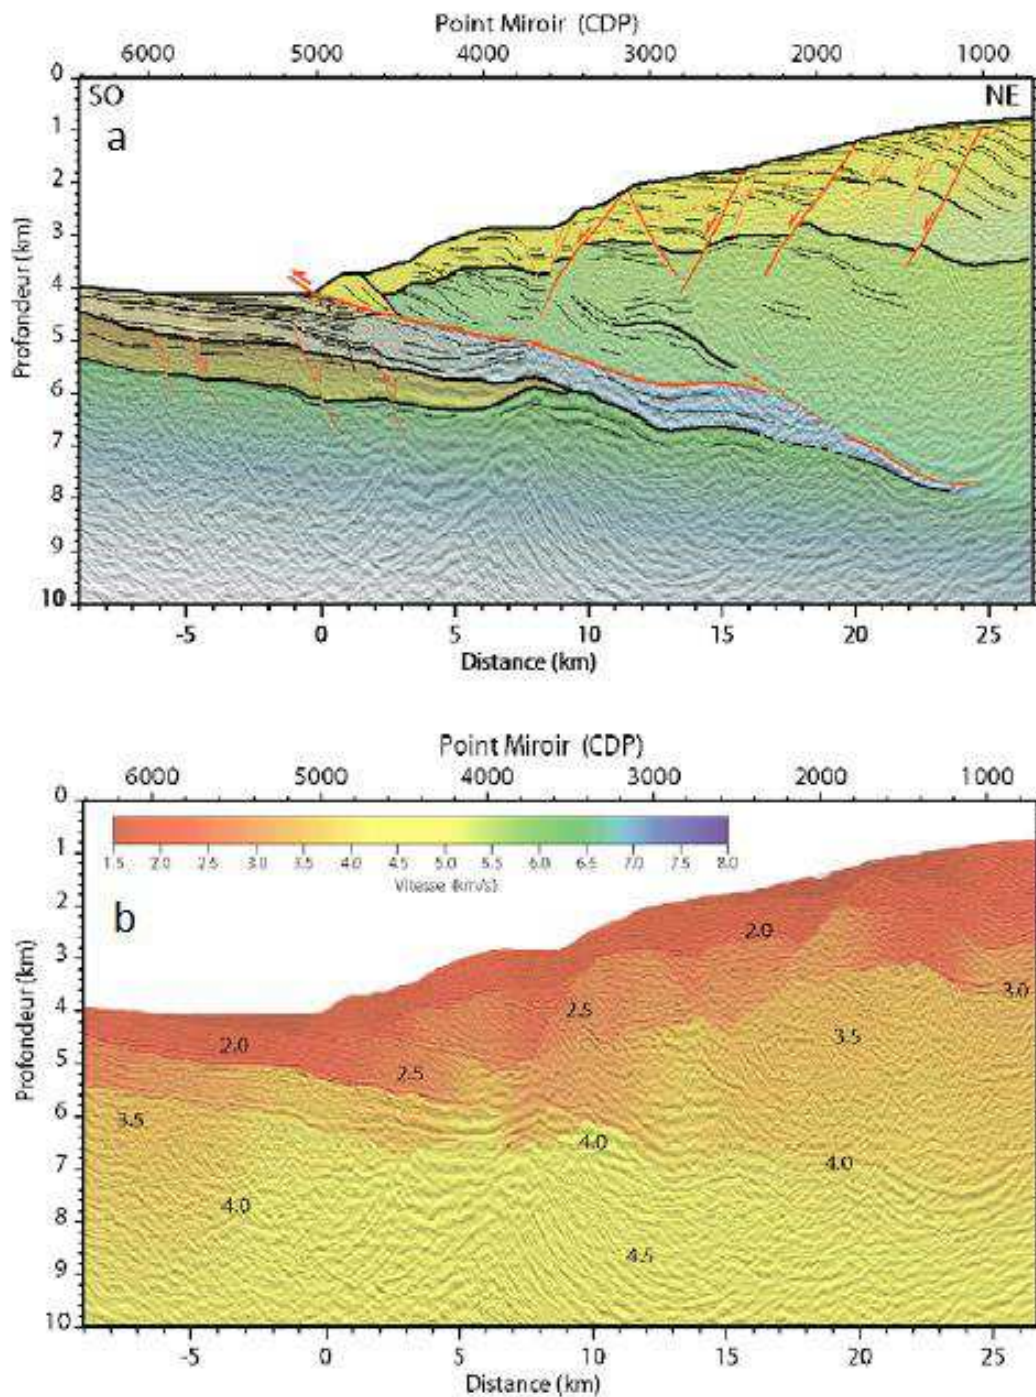 Point Miroir (CDP)
6000 5000 4000 3000 2000 1000
SO NE
a
0
1
2
3
4
5
6
7
8
9
10
Profondeur (km)
-5 0 5 10 15 20 25
Distance (km)
Point Miroir (CDP)
6000 5000 4000 3000 2000 1000
0
1
2
3
4
5
6
7
8
9
10
Profondeur (km)
1.5 2.0 2.5 3.0 3.5 4.0 4.5 5.0 5.5 6.0 6.5 7.0 7.5 8.0
Vitesse (km/s)
b
2.0
2.5
3.0
3.5
2.0
2.5
3.5
4.0
4.0
4.0
4.5
-5 0 5 10 15 20 25
Distance (km)